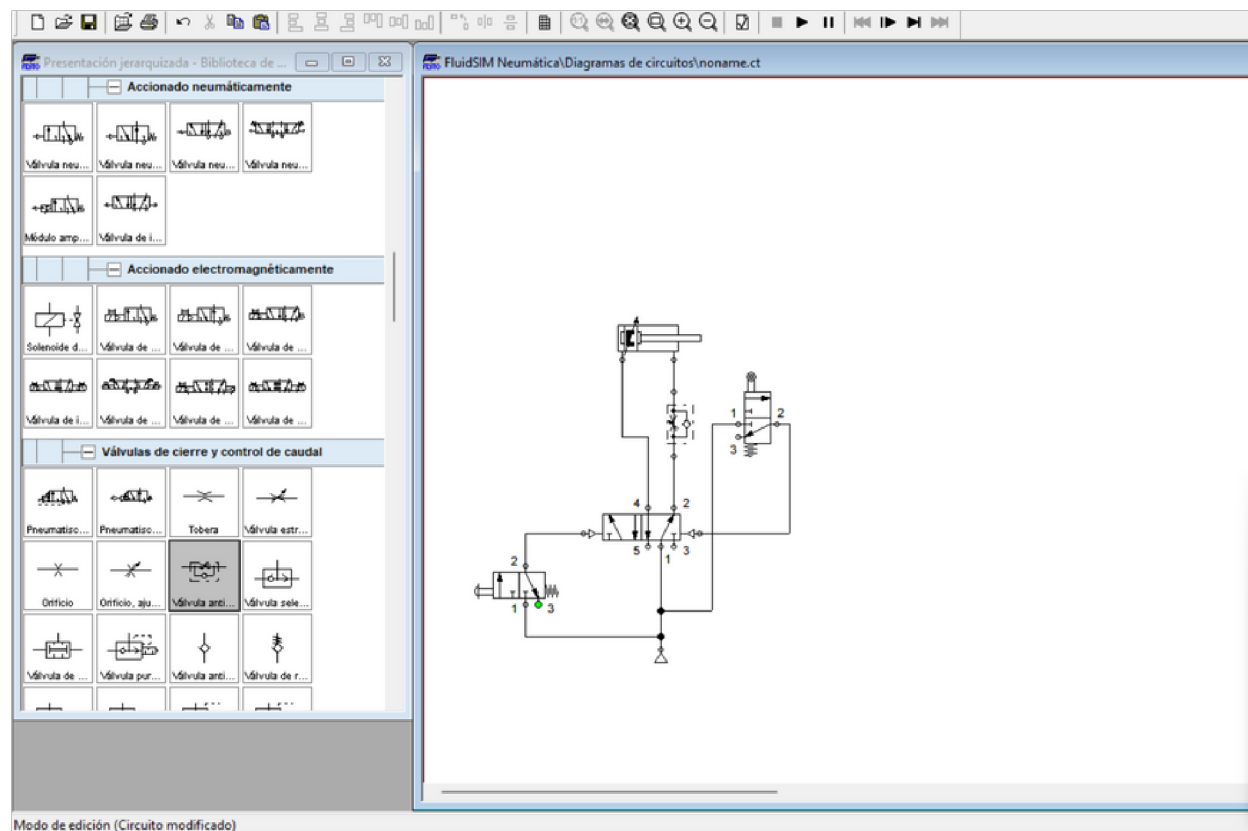 Presentación jerarquizada - Biblioteca de ...
FluidSIM Neumática\Diagramas de circuitos\noname.ct
Accionado neumáticamente
Válvula neu... Válvula neu... Válvula neu... Válvula neu...
Módulo amp... Válvula de i...
Accionado electromagnéticamente
Solenoide d... Válvula de ... Válvula de ... Válvula de ...
Válvula de i... Válvula de ... Válvula de ... Válvula de ...
Válvulas de cierre y control de caudal
Pneumatisc... Pneumatisc... Tobera Válvula estr...
Orificio Orificio, aju... Válvula anti... Válvula sele...
Válvula de ... Válvula pur... Válvula anti... Válvula de r...
1 2
3
4 2
5 1 3
2
1 3
Modo de edición (Circuito modificado)